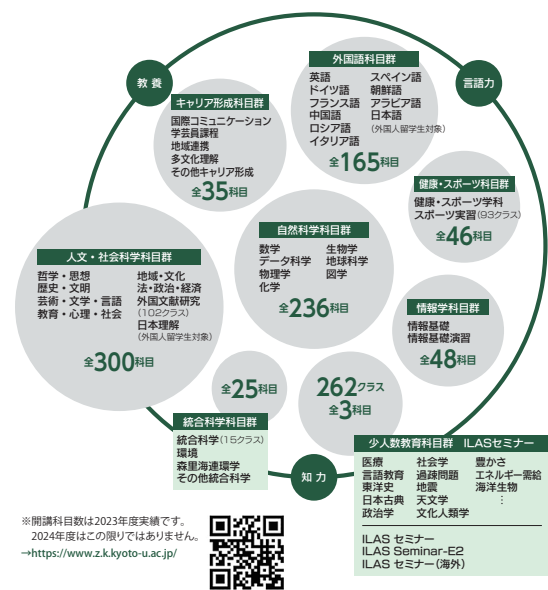 教 養
言語力
外国語科目群
英語 スペイン語
ドイツ語 朝鮮語
フランス語 アラビア語
中国語 日本語
ロシア語 (外国人留学生対象)
イタリア語
全165科目
キャリア形成科目群
国際コミュニケーション
学芸員課程
地域連携
多文化理解
その他キャリア形成
全35科目
健康・スポーツ科目群
健康・スポーツ学科
スポーツ実習(93クラス)
全46科目
自然科学科目群
数学 生物学
データ科学 地球科学
物理学 図学
化学
全236科目
人文・社会科学科目群
哲学・思想 地域・文化
歴史・文明 法・政治・経済
芸術・文学・言語 外国文献研究
教育・心理・社会 (102クラス)
日本理解
(外国人留学生対象)
全300科目
情報学科目群
情報基礎
情報基礎演習
全48科目
全25科目
統合科学科目群
統合科学(15クラス)
環境
森里海連環学
その他統合科学
262クラス
全3科目
少人数教育科目群 ILASセミナー
医療 社会学 豊かさ
言語教育 過疎問題 エネルギー需給
東洋史 地震 海洋生物
日本古典 天文学 ⋮
政治学 文化人類学
ILAS セミナー
ILAS Seminar-E2
ILAS セミナー(海外)
知 力
※開講科目数は2023年度実績です。
2024年度はこの限りではありません。
→https://www.z.k.kyoto-u.ac.jp/